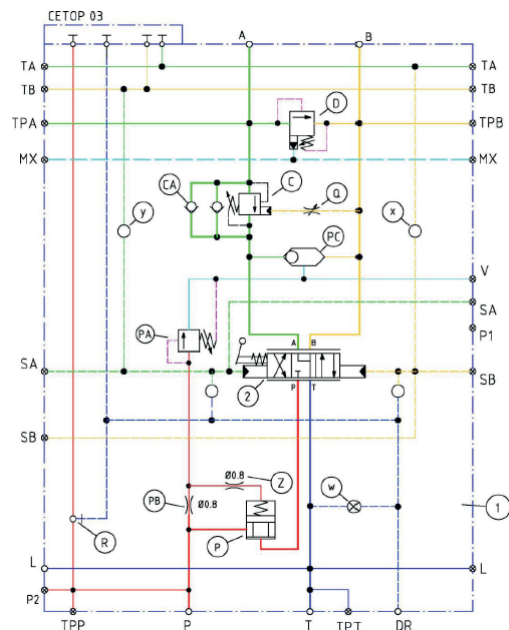 CETOP 03
A B
TA TA
TB TB
D
TPA TPB
MX MX
CA C Q
y x
PC
V
SA
PA P1
A B
SA SB
P T
2
SB
Z
Ø0.8
PB Ø0.8 w 1
R P
L L
P2
TPP P T TPT DR